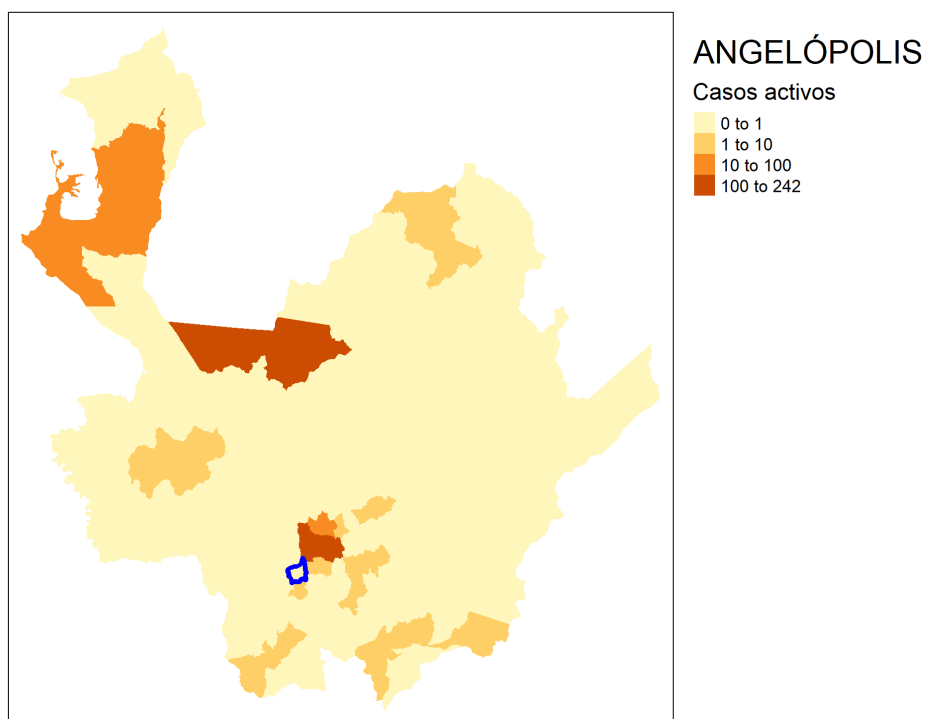 ANGELÓPOLIS
Casos activos
0 to 1
1 to 10
10 to 100
100 to 242